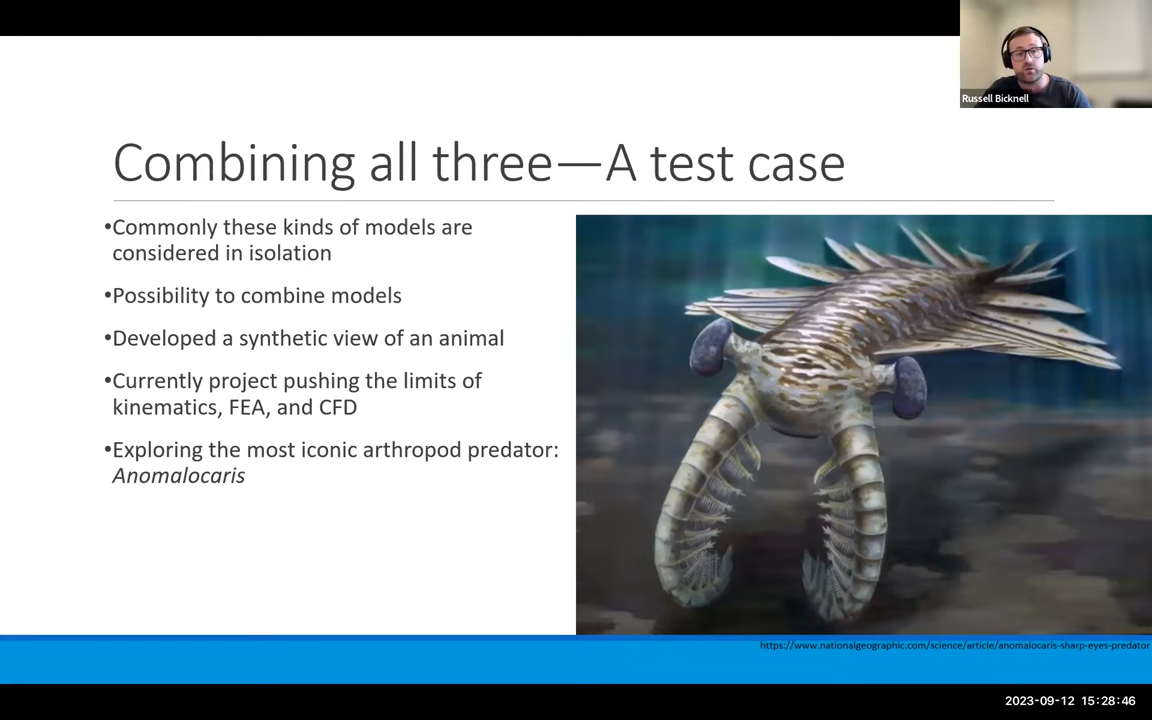 Russell Bicknell
Combining all three—A test case
•Commonly these kinds of models are
considered in isolation
•Possibility to combine models
•Developed a synthetic view of an animal
•Currently project pushing the limits of
kinematics, FEA, and CFD
•Exploring the most iconic arthropod predator:
Anomalocaris
https://www.nationalgeographic.com/science/article/anomalocaris-sharp-eyes-predator
2023-09-12 15:28:46